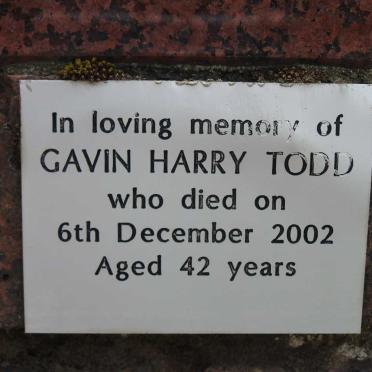 In loving memory of
GAVIN HARRY TODD
who died on
6th December 2002
Aged 42 years